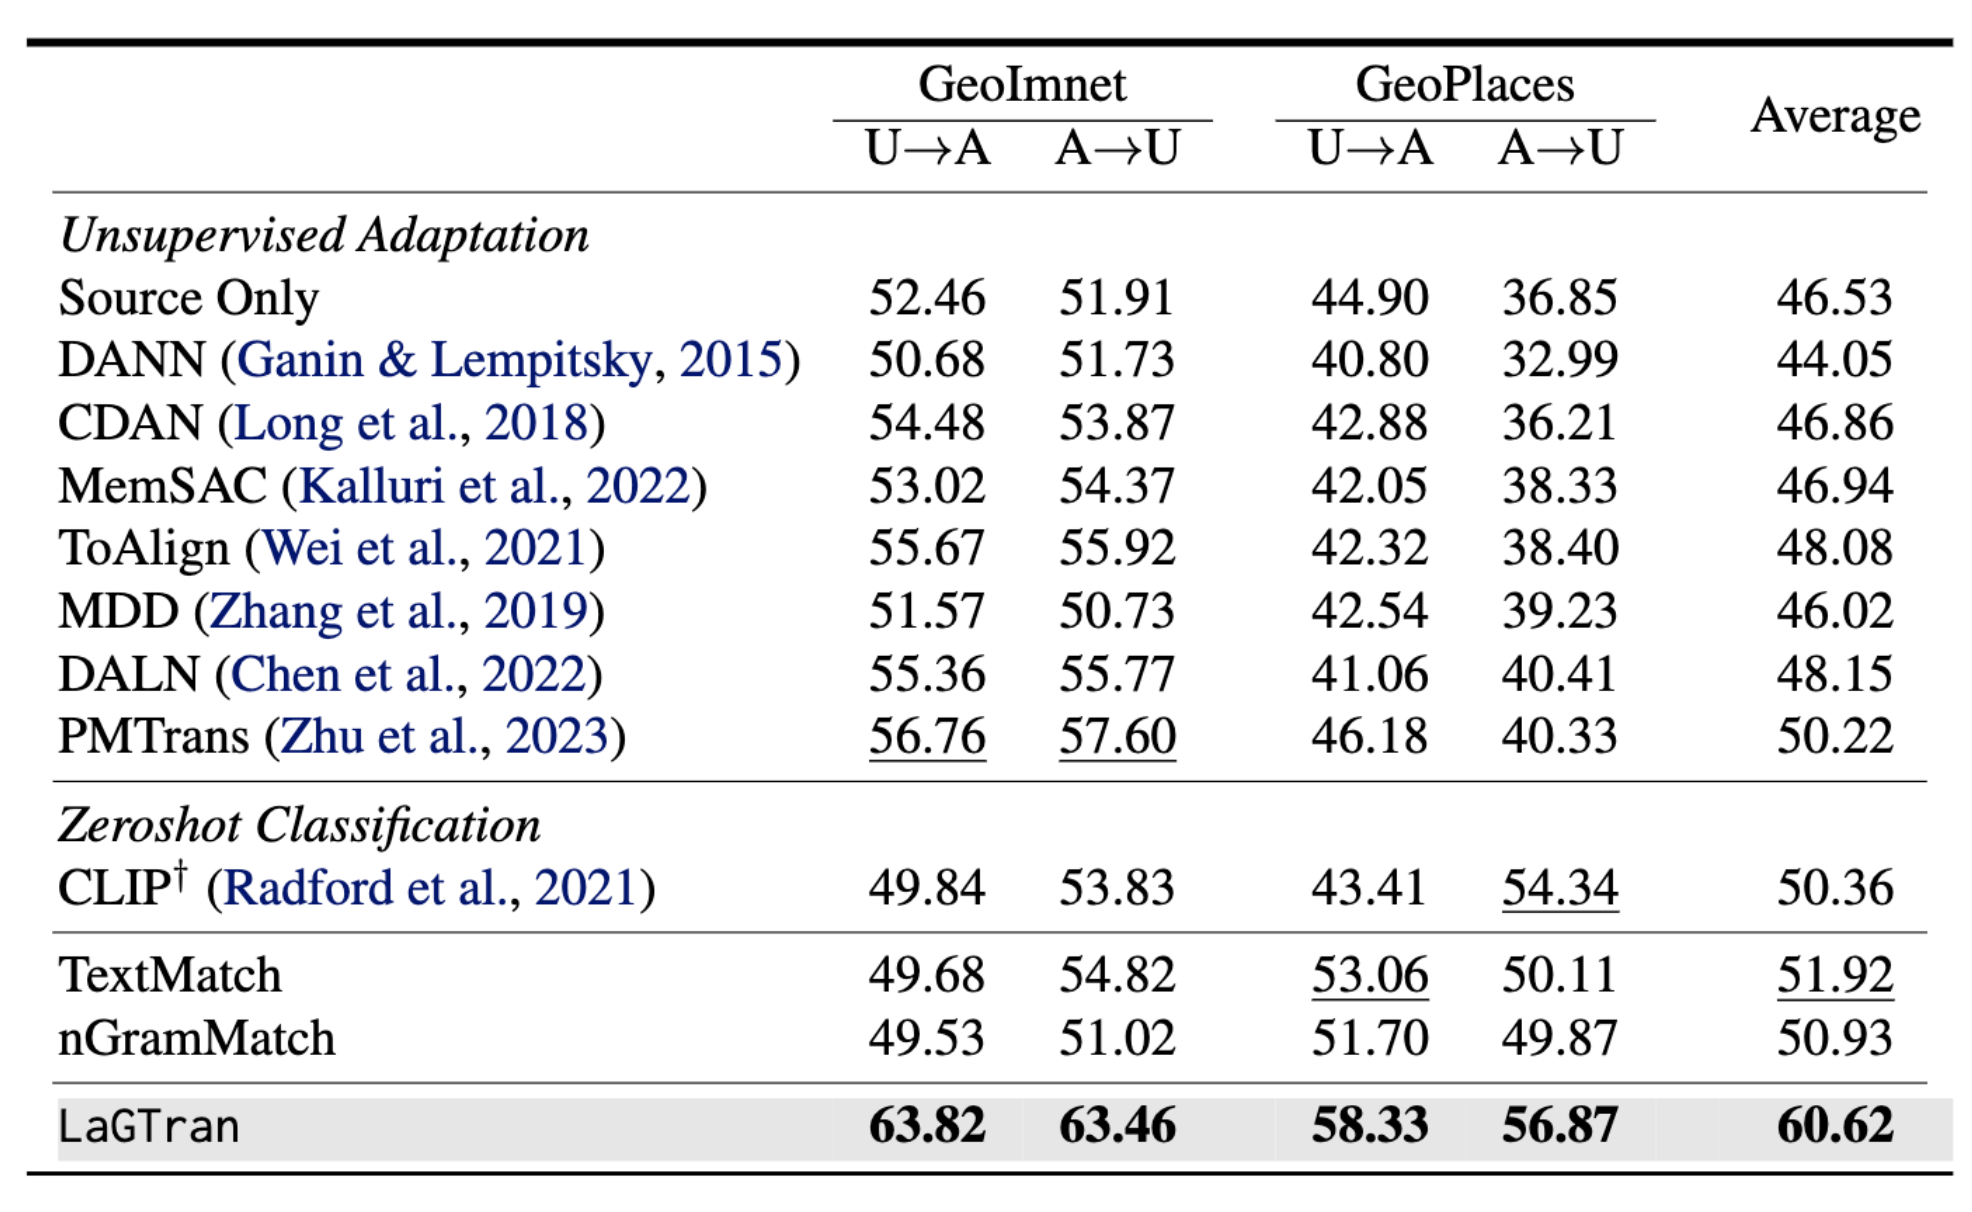 GeoImnet GeoPlaces Average
U→A A→U U→A A→U
Unsupervised Adaptation
Source Only 52.46 51.91 44.90 36.85 46.53
DANN (Ganin & Lempitsky, 2015) 50.68 51.73 40.80 32.99 44.05
CDAN (Long et al., 2018) 54.48 53.87 42.88 36.21 46.86
MemSAC (Kalluri et al., 2022) 53.02 54.37 42.05 38.33 46.94
ToAlign (Wei et al., 2021) 55.67 55.92 42.32 38.40 48.08
MDD (Zhang et al., 2019) 51.57 50.73 42.54 39.23 46.02
DALN (Chen et al., 2022) 55.36 55.77 41.06 40.41 48.15
PMTrans (Zhu et al., 2023) 56.76 57.60 46.18 40.33 50.22
Zeroshot Classification
CLIP† (Radford et al., 2021) 49.84 53.83 43.41 54.34 50.36
TextMatch 49.68 54.82 53.06 50.11 51.92
nGramMatch 49.53 51.02 51.70 49.87 50.93
LaGTran 63.82 63.46 58.33 56.87 60.62